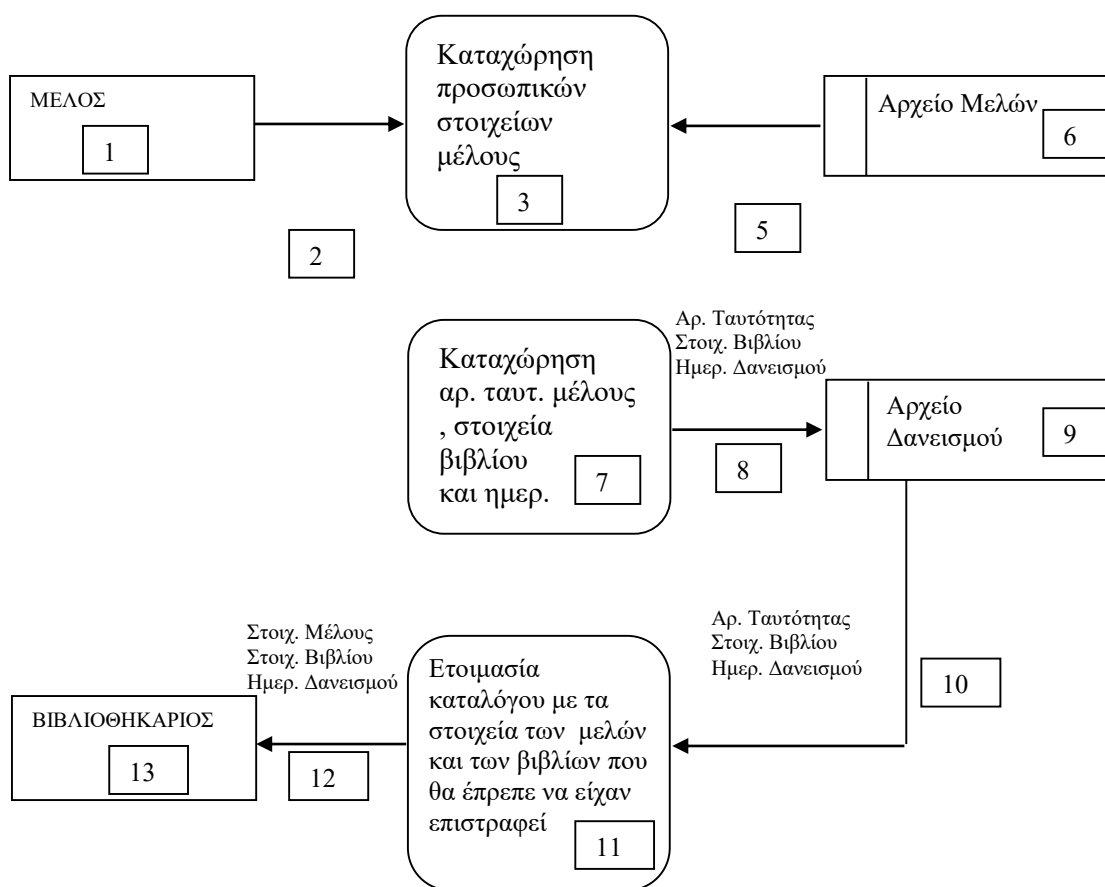 ΜΕΛΟΣ
1
2
Καταχώρηση
προσωπικών
στοιχείων
μέλους
3
5
Αρχείο Μελών
6
Καταχώρηση
αρ. ταυτ. μέλους
, στοιχεία
βιβλίου
και ημερ.
7
Αρ. Ταυτότητας
Στοιχ. Βιβλίου
Ημερ. Δανεισμού
8
Αρχείο
Δανεισμού
9
Αρ. Ταυτότητας
Στοιχ. Βιβλίου
Ημερ. Δανεισμού
10
Ετοιμασία
καταλόγου με τα
στοιχεία των μελών
και των βιβλίων που
θα έπρεπε να είχαν
επιστραφεί
11
Στοιχ. Μέλους
Στοιχ. Βιβλίου
Ημερ. Δανεισμού
12
ΒΙΒΛΙΟΘΗΚΑΡΙΟΣ
13